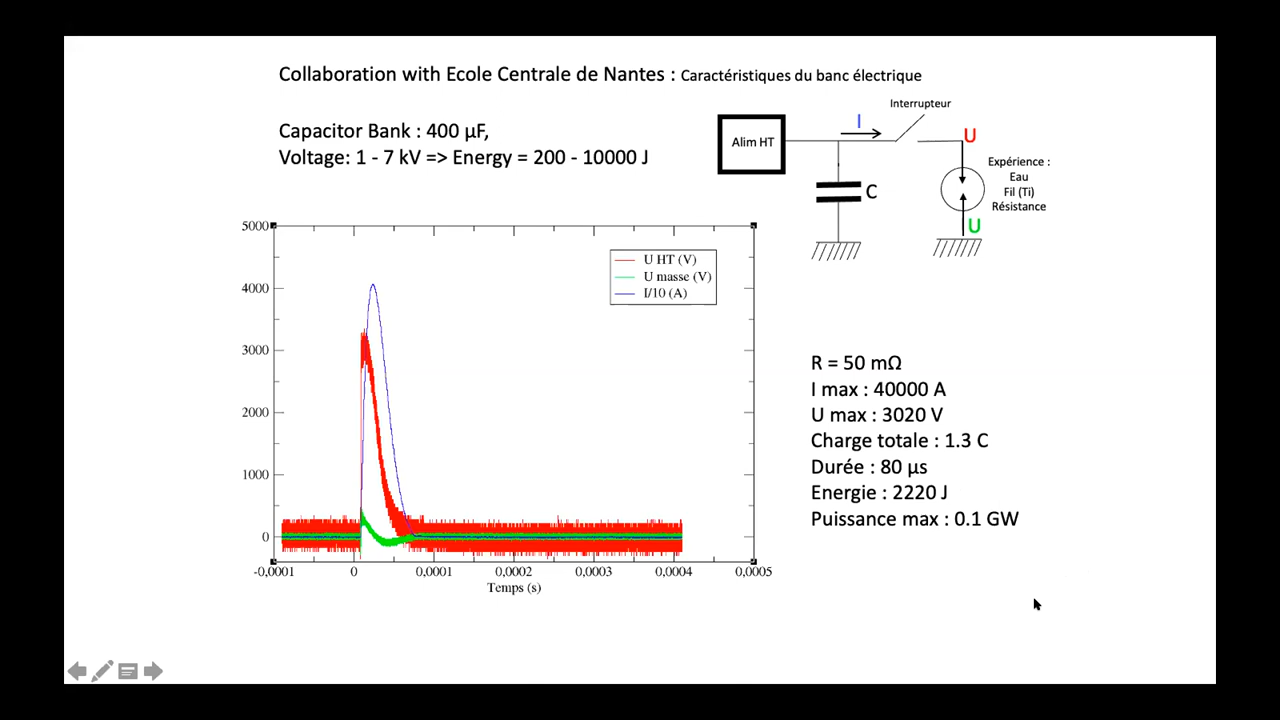 Collaboration with Ecole Centrale de Nantes : Caractéristiques du banc électrique
Capacitor Bank : 400 µF,
Voltage: 1 - 7 kV => Energy = 200 - 10000 J
Interrupteur
I
U
Alim HT
C
Expérience :
Eau
Fil (Ti)
Résistance
U
5000
4000
3000
2000
1000
0
U HT (V)
U masse (V)
I/10 (A)
-0,0001
0
0,0001
0,0002
0,0003
0,0004
0,0005
Temps (s)
R = 50 mΩ
I max : 40000 A
U max : 3020 V
Charge totale : 1.3 C
Durée : 80 µs
Energie : 2220 J
Puissance max : 0.1 GW